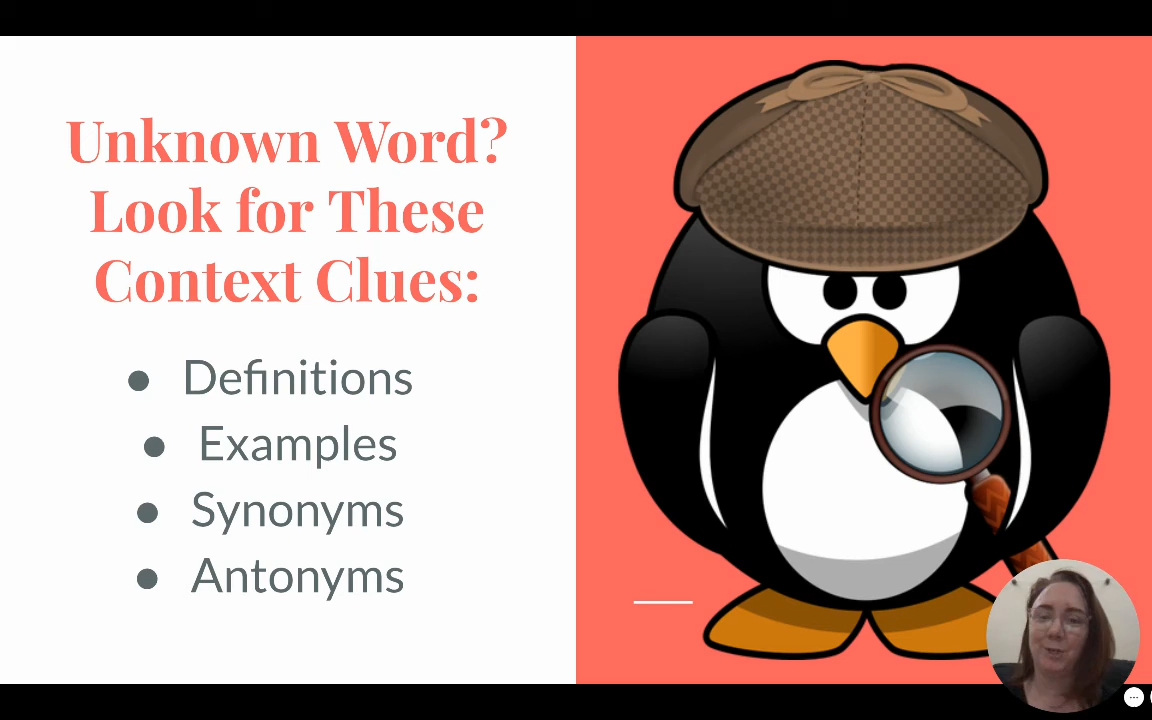 Unknown Word?
Look for These
Context Clues:
● Definitions
● Examples
● Synonyms
● Antonyms